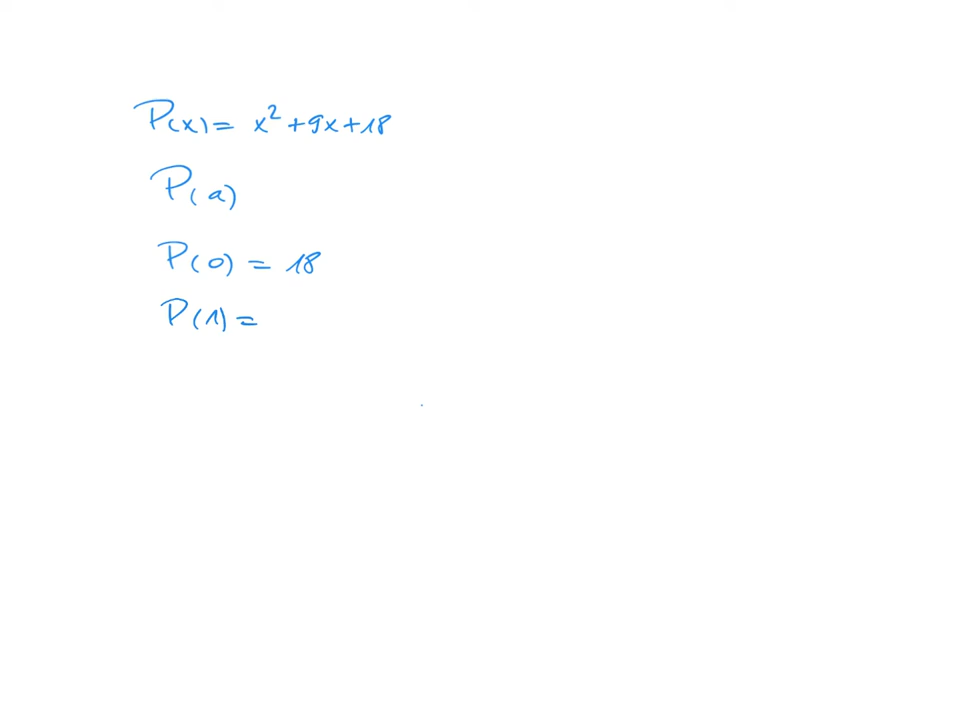 P(x) = x² + 9x + 18
P(a)
P(0) = 18
P(1) =